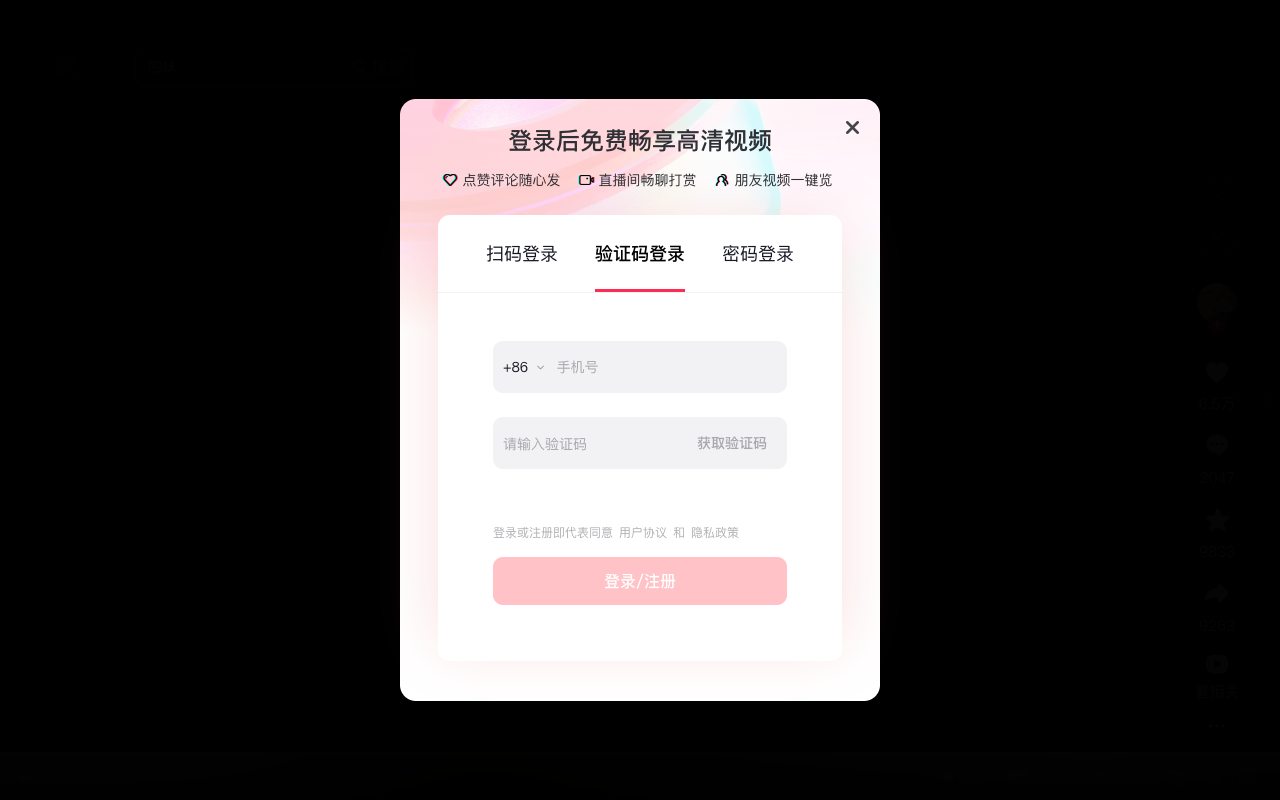 登录后免费畅享高清视频
点赞评论随心发 直播间畅聊打赏 朋友视频一键览
扫码登录 验证码登录 密码登录
+86 手机号
请输入验证码 获取验证码
登录或注册即代表同意 用户协议 和 隐私政策
登录/注册